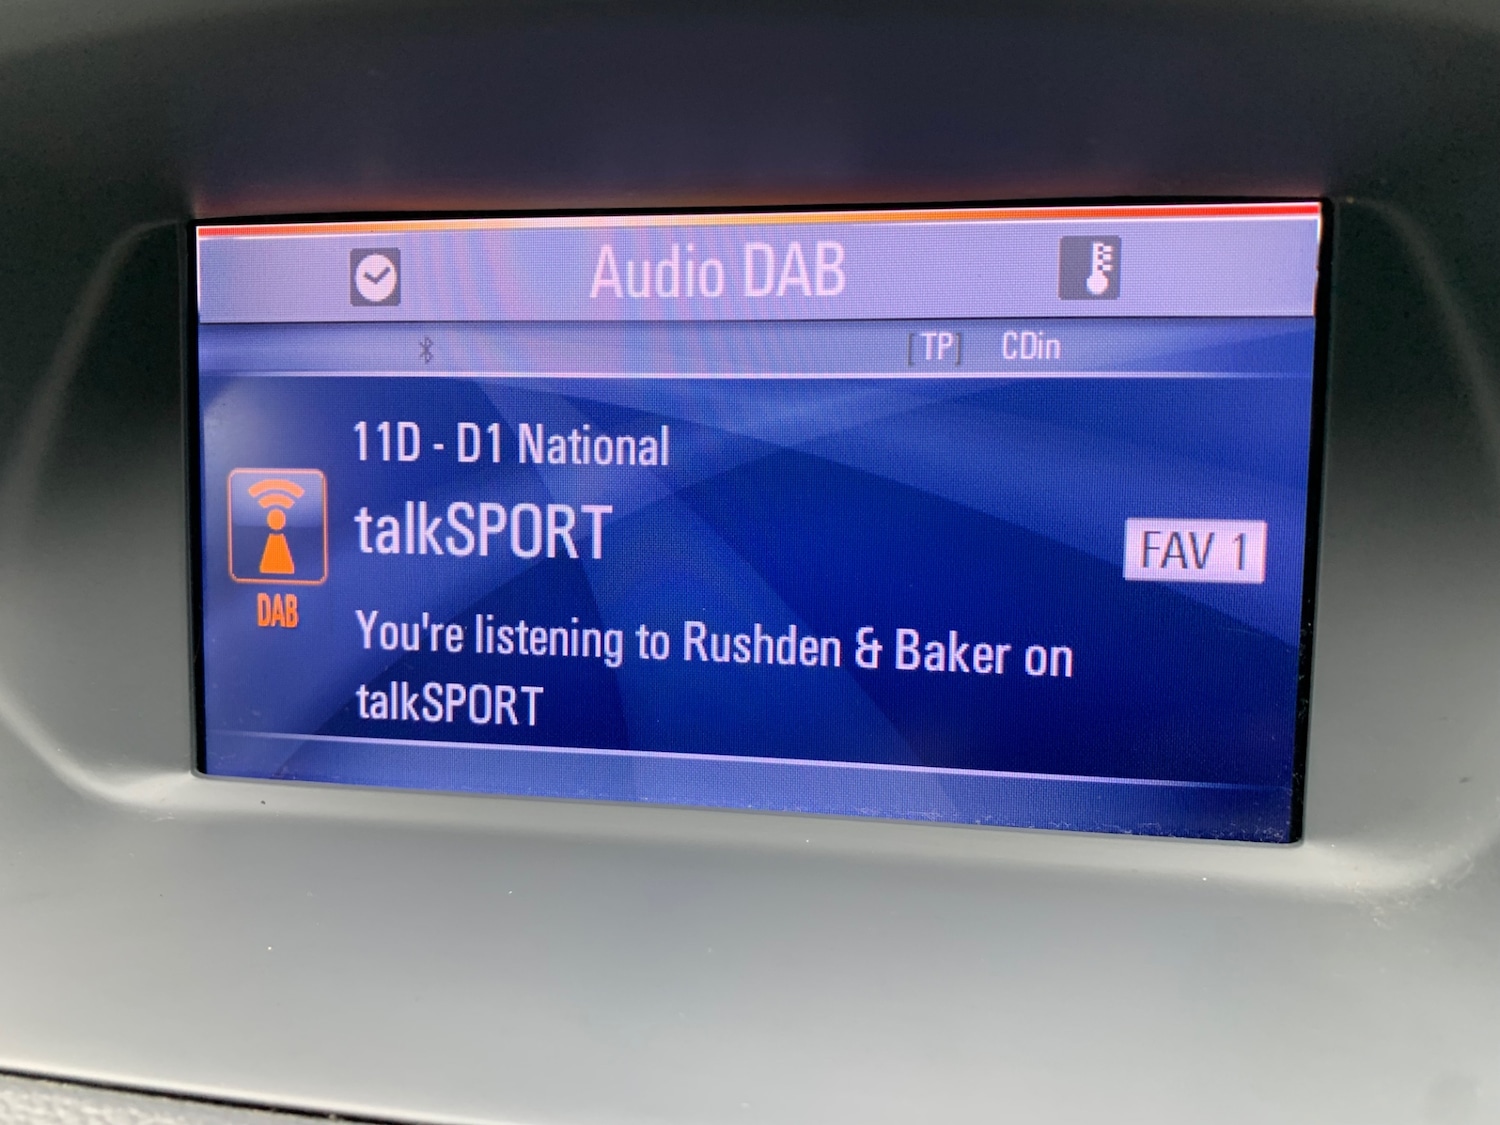 Audio DAB
[TP] CDin
11D - D1 National
talkSPORT
FAV 1
DAB
You're listening to Rushden & Baker on
talkSPORT